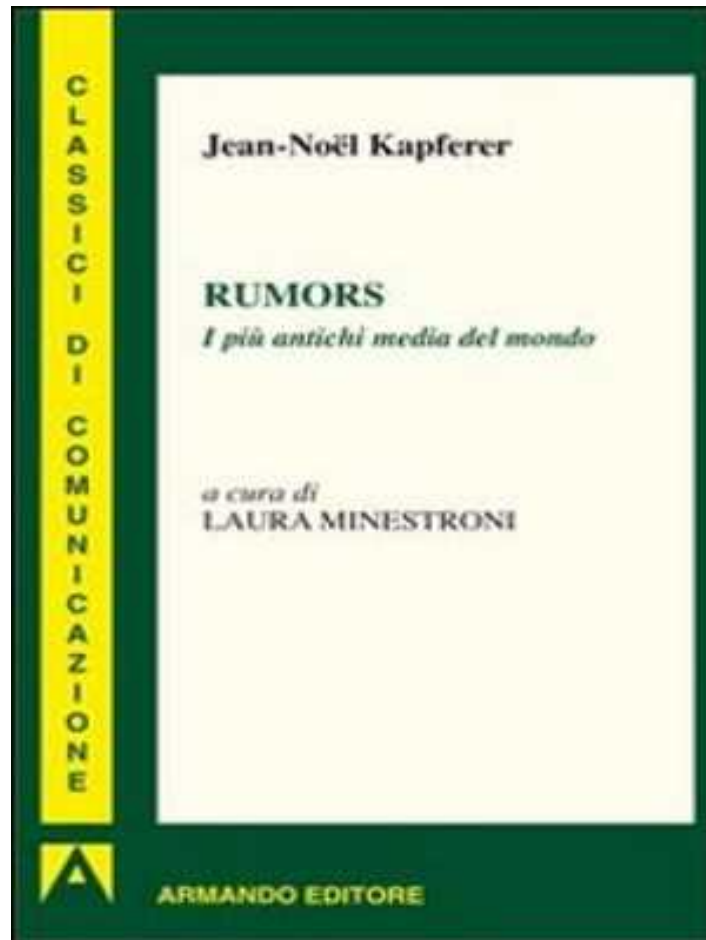 CLASSICI DI COMUNICAZIONE
Jean-Noël Kapferer
RUMORS
I più antichi media del mondo
a cura di
LAURA MINESTRONI
ARMANDO EDITORE